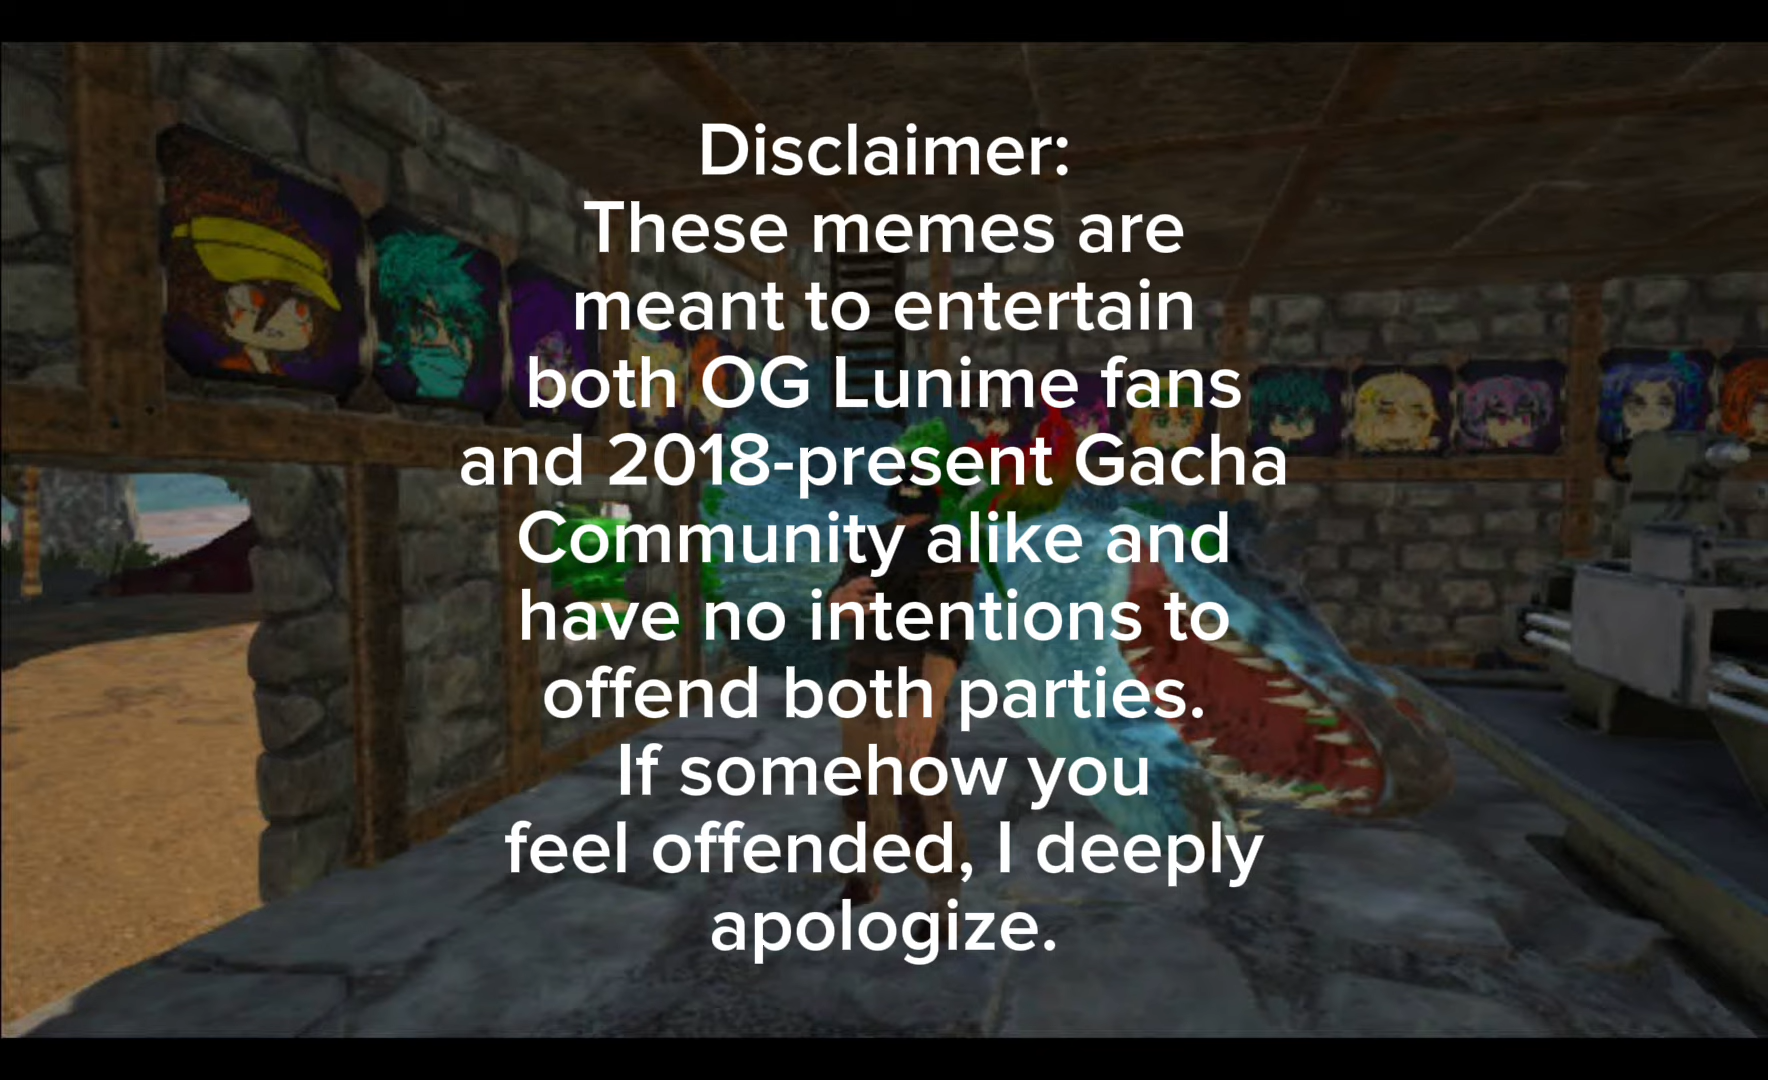 Disclaimer:
These memes are
meant to entertain
both OG Lunime fans
and 2018-present Gacha
Community alike and
have no intentions to
offend both parties.
If somehow you
feel offended, I deeply
apologize.